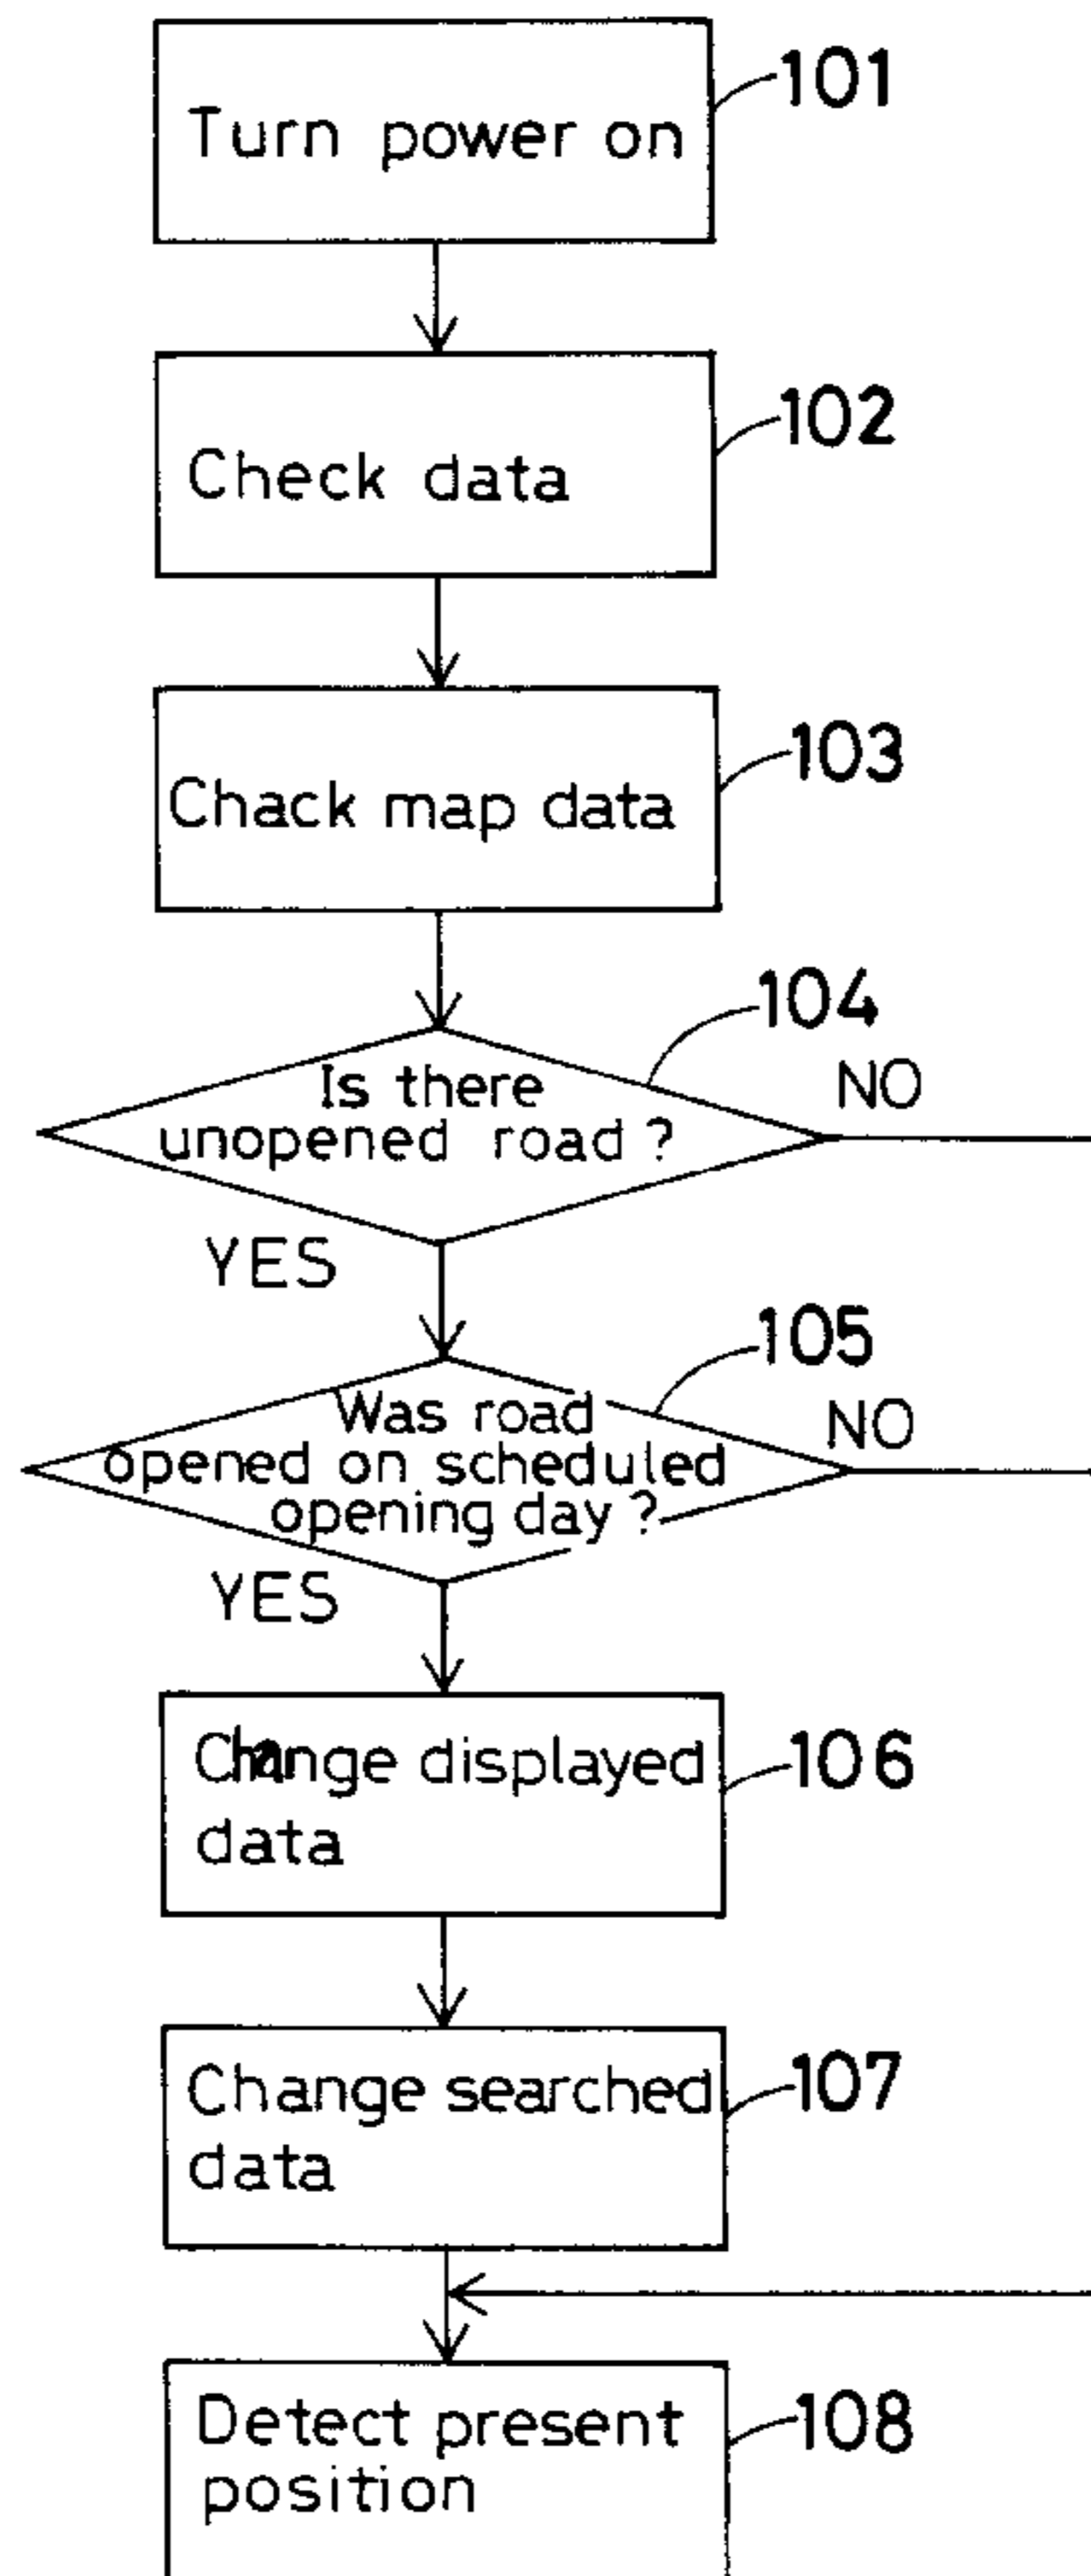 Turn power on
101
Check data
102
Chack map data
103
104
Is there
unopened road ?
NO
YES
105
Was road
opened on scheduled
opening day ?
NO
YES
Change displayed
data
106
Change searched
data
107
Detect present
position
108